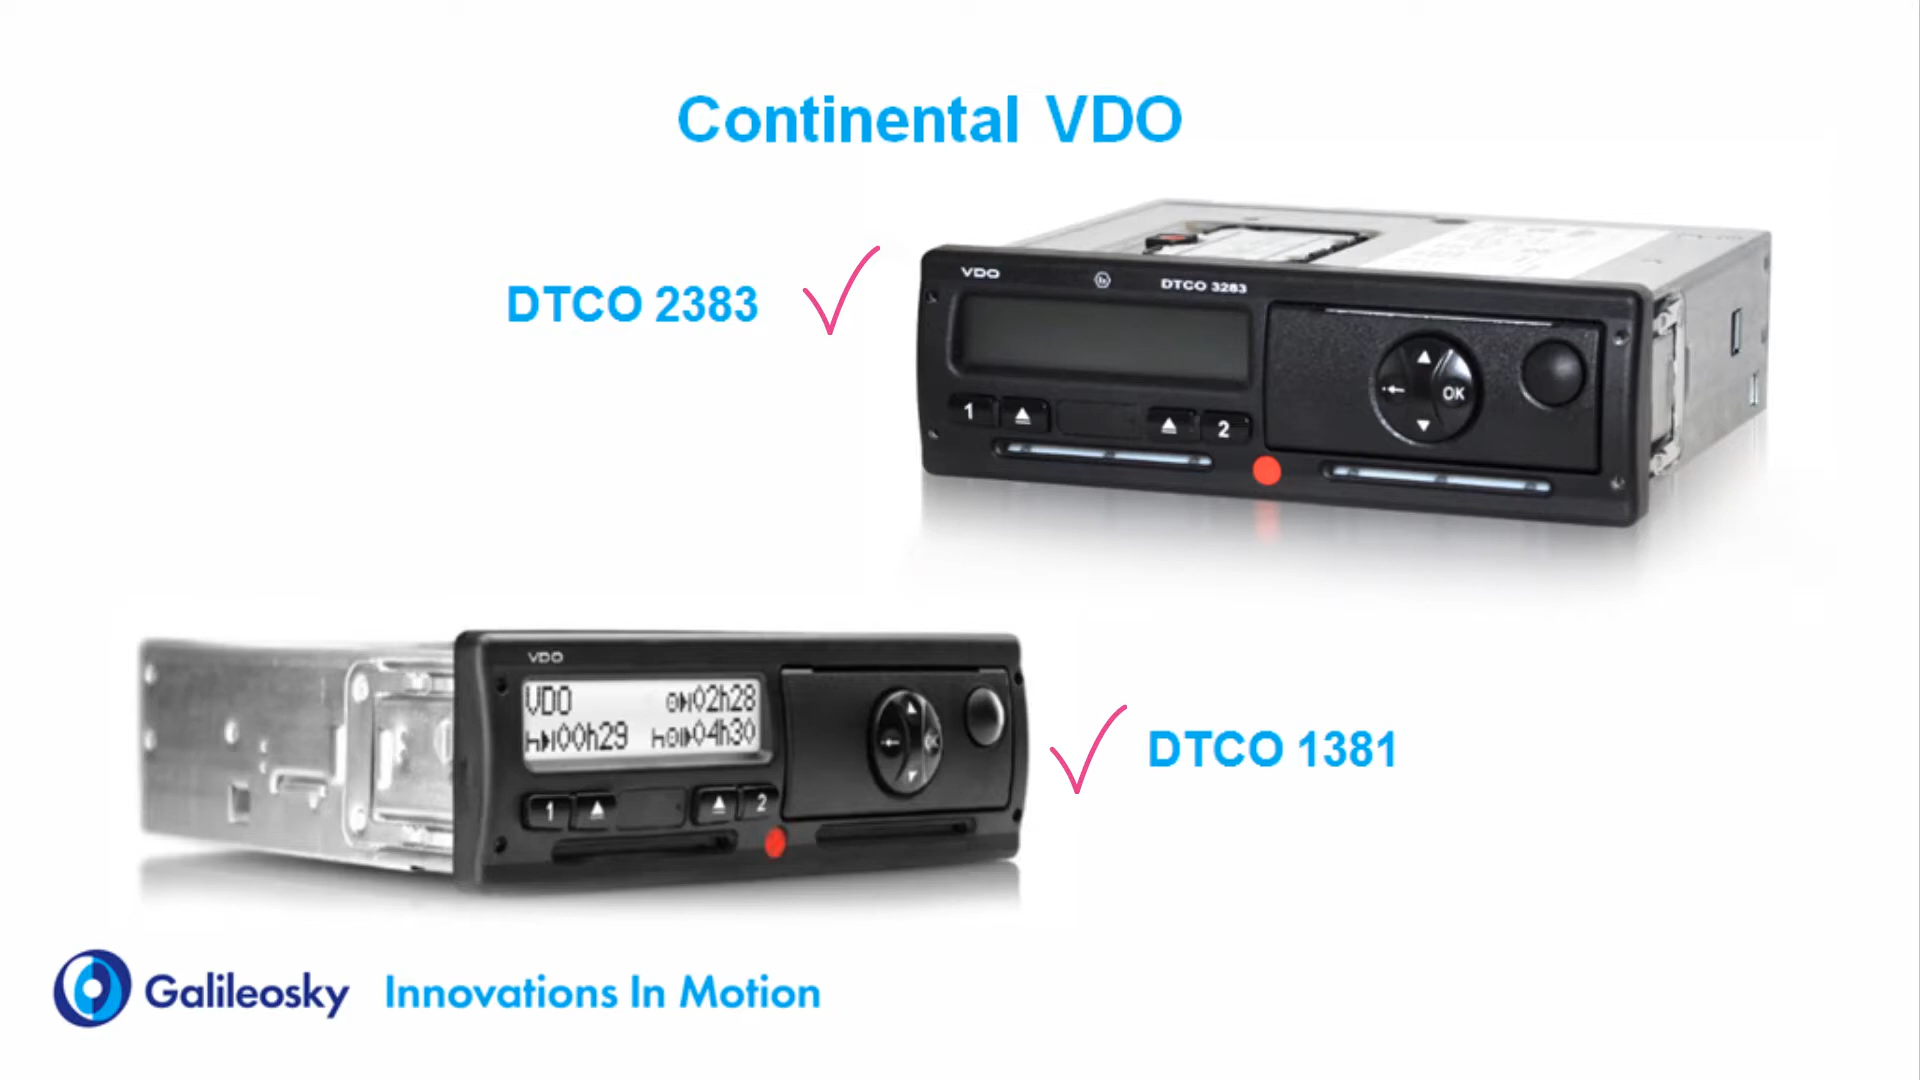 Continental VDO
DTCO 2383
VDO
DTCO 3283
OK
1
2
VDO
VDO 02h28
00h29 04h30
OK
1
2
DTCO 1381
Galileosky Innovations In Motion